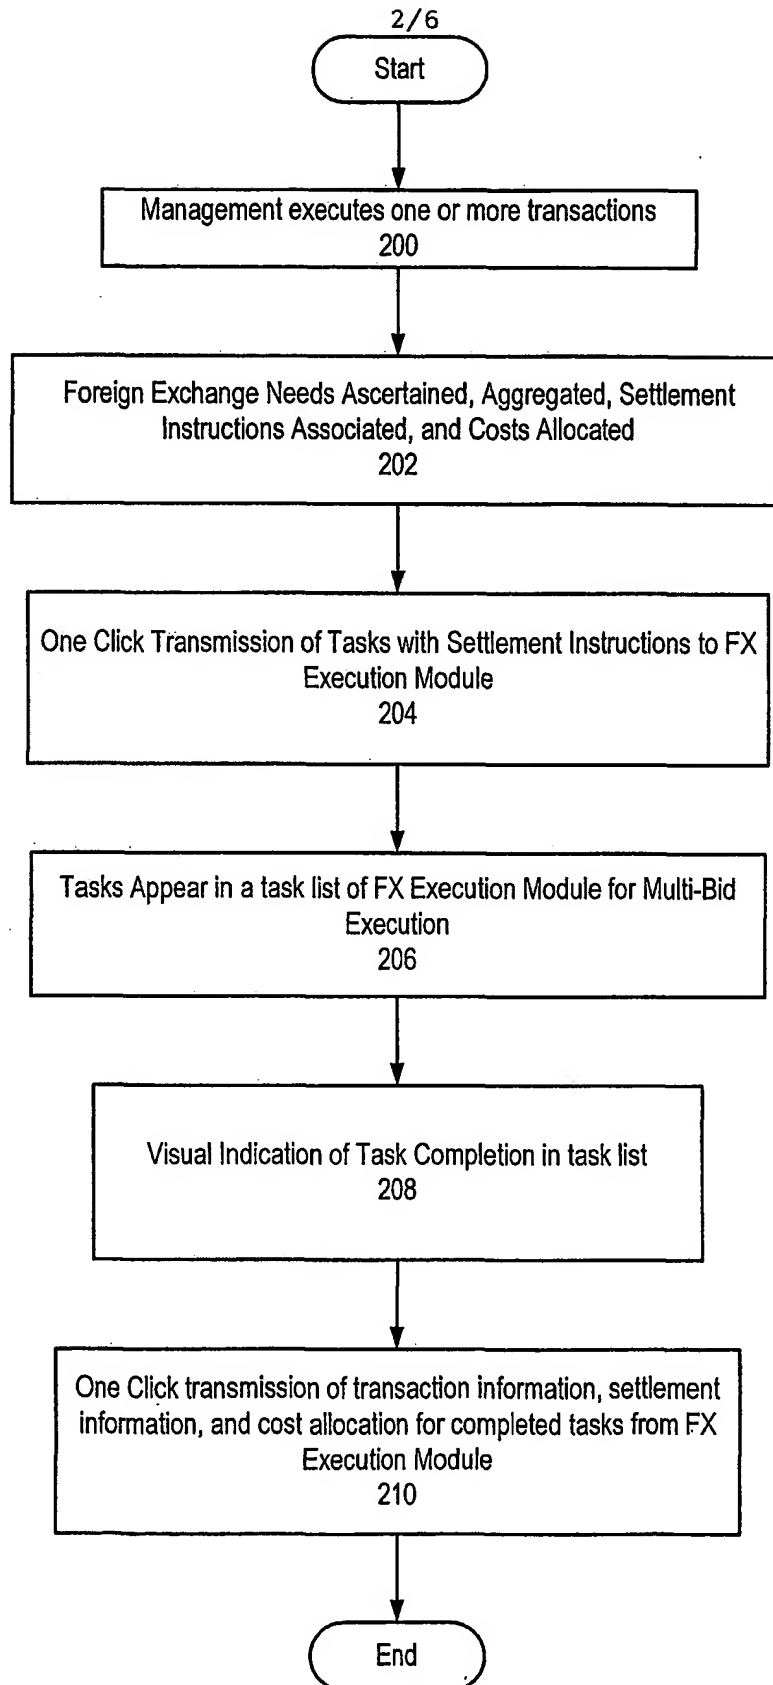 2/6
Start
Management executes one or more transactions
200
Foreign Exchange Needs Ascertained, Aggregated, Settlement
Instructions Associated, and Costs Allocated
202
One Click Transmission of Tasks with Settlement Instructions to FX
Execution Module
204
Tasks Appear in a task list of FX Execution Module for Multi-Bid
Execution
206
Visual Indication of Task Completion in task list
208
One Click transmission of transaction information, settlement
information, and cost allocation for completed tasks from FX
Execution Module
210
End